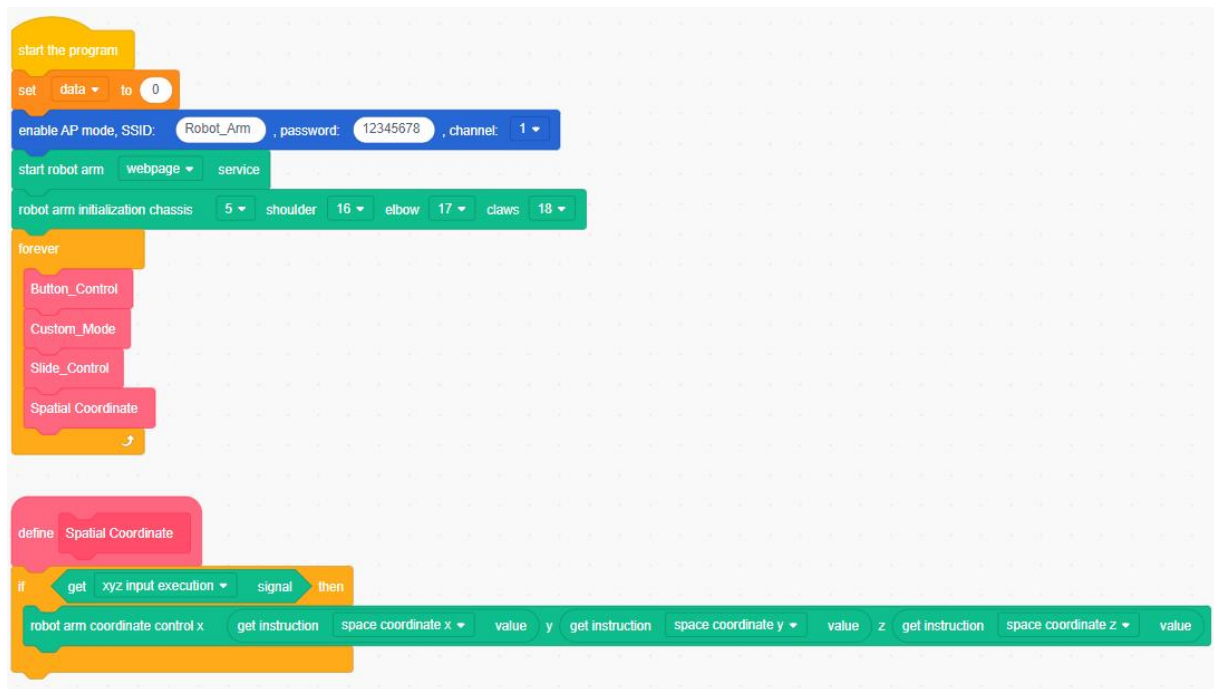 start the program
set data to 0
enable AP mode, SSID: Robot_Arm , password: 12345678 , channel: 1
start robot arm webpage service
robot arm initialization chassis 5 shoulder 16 elbow 17 claws 18
forever
Button_Control
Custom_Mode
Slide_Control
Spatial Coordinate
define Spatial Coordinate
if get xyz input execution signal then
robot arm coordinate control x get instruction space coordinate x value y get instruction space coordinate y value z get instruction space coordinate z value